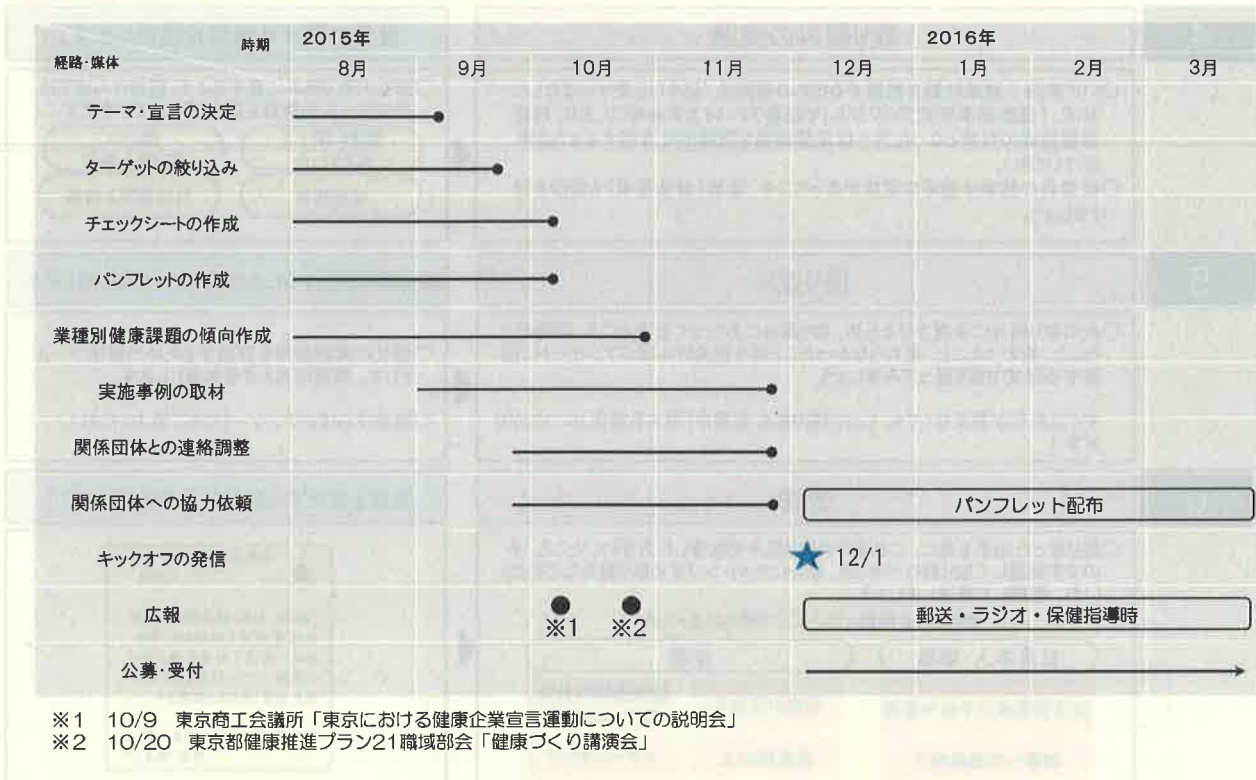 時期
2015年
2016年
経路・媒体
8月
9月
10月
11月
12月
1月
2月
3月
テーマ・宣言の決定
ターゲットの絞り込み
チェックシートの作成
パンフレットの作成
業種別健康課題の傾向作成
実施事例の取材
関係団体との連絡調整
関係団体への協力依頼
パンフレット配布
キックオフの発信
12/1
広報
※1
※2
郵送・ラジオ・保健指導時
公募・受付
※1 10/9 東京商工会議所「東京における健康企業宣言運動についての説明会」
※2 10/20 東京都健康推進プラン21職域部会「健康づくり講演会」